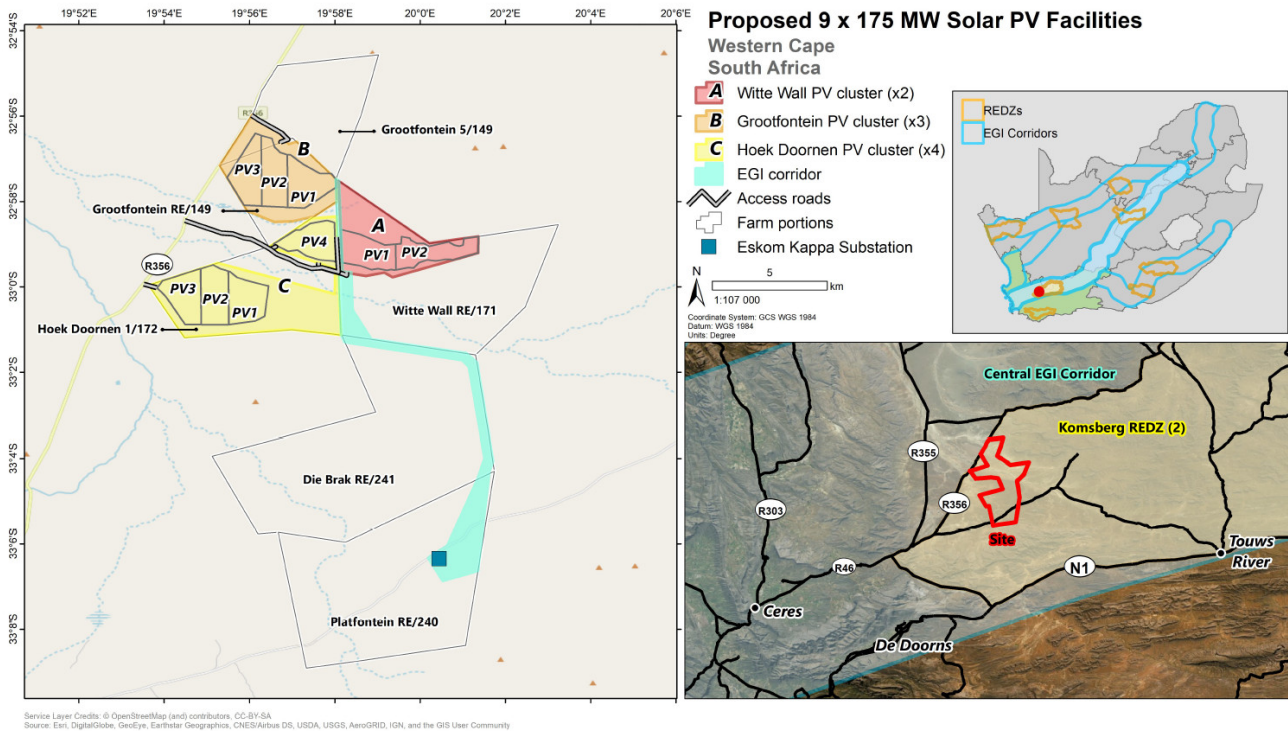 Proposed 9 x 175 MW Solar PV Facilities
Western Cape
South Africa
A Witte Wall PV cluster (x2)
B Grootfontein PV cluster (x3)
C Hoek Doornen PV cluster (x4)
EGI corridor
Access roads
Farm portions
Eskom Kappa Substation
N
5
km
1:107 000
Coordinate System: GCS WGS 1984
Datum: WGS 1984
Units: Degree
REDZs
EGI Corridors
19°52'E 19°54'E 19°56'E 19°58'E 20°0'E 20°2'E 20°4'E 20°6'E
32°54'S
32°56'S
32°58'S
33°0'S
33°2'S
33°4'S
33°6'S
33°8'S
Grootfontein 5/149
B
PV3
PV2
PV1
Grootfontein RE/149
A
PV1
PV2
PV4
R356
C
PV3
PV2
PV1
Hoek Doornen 1/172
Witte Wall RE/171
Die Brak RE/241
Platfontein RE/240
Central EGI Corridor
Komsberg REDZ (2)
R355
R356
R303
Site
R46
N1
Touws
River
Ceres
De Doorns
Service Layer Credits: © OpenStreetMap (and) contributors, CC-BY-SA
Source: Esri, DigitalGlobe, GeoEye, Earthstar Geographics, CNES/Airbus DS, USDA, USGS, AeroGRID, IGN, and the GIS User Community